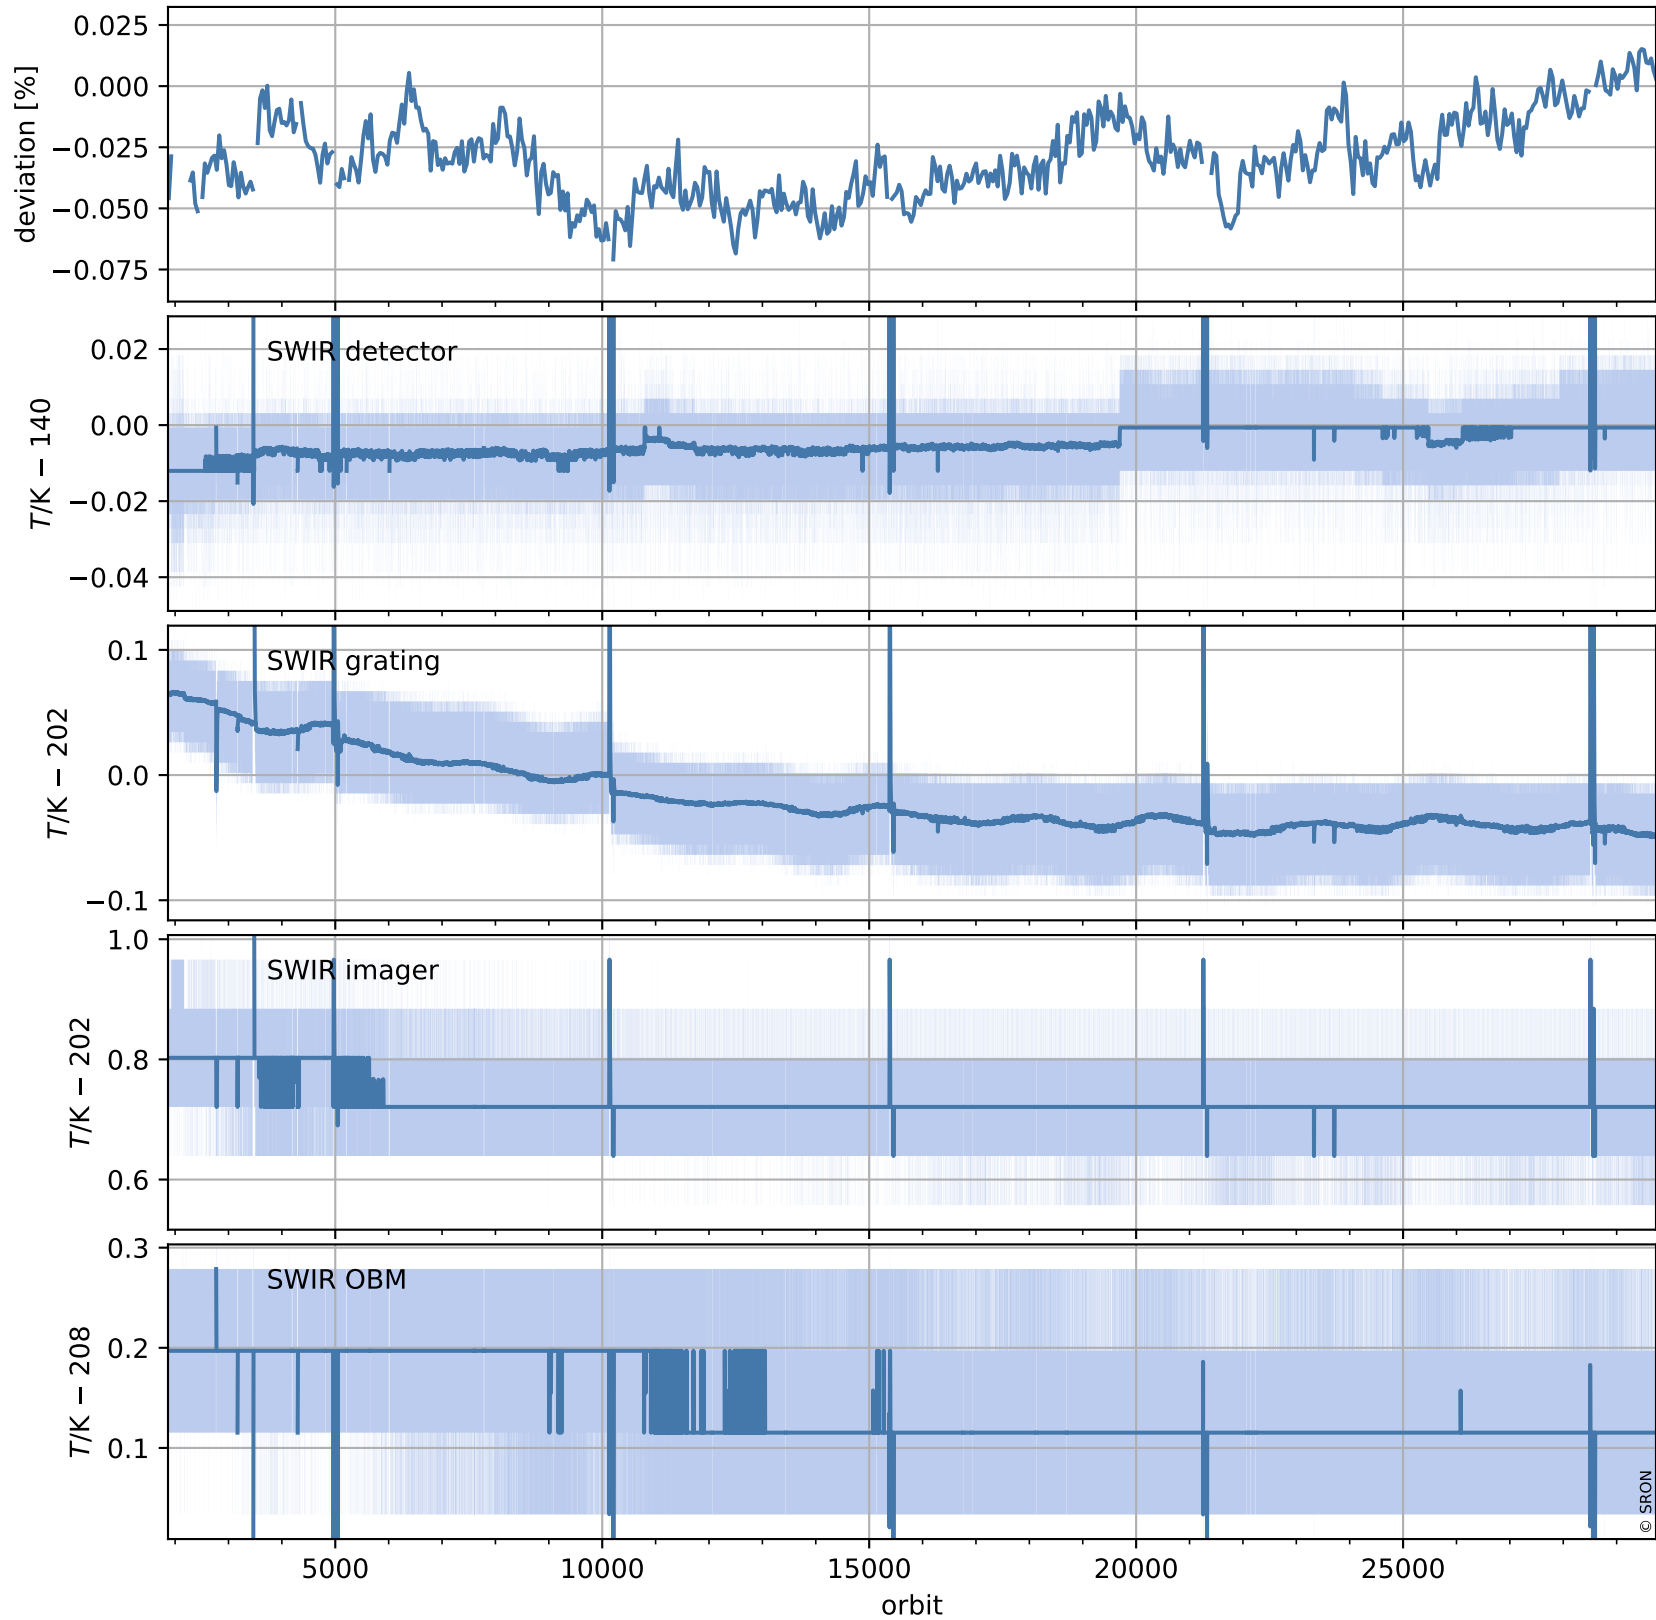 0.025
0.000
−0.025
−0.050
−0.075
deviation [%]
SWIR detector
0.02
0.00
−0.02
−0.04
T/K − 140
SWIR grating
0.1
0.0
−0.1
T/K − 202
SWIR imager
1.0
0.8
0.6
T/K − 202
SWIR OBM
0.3
0.2
0.1
T/K − 208
© SRON
5000 10000 15000 20000 25000
orbit